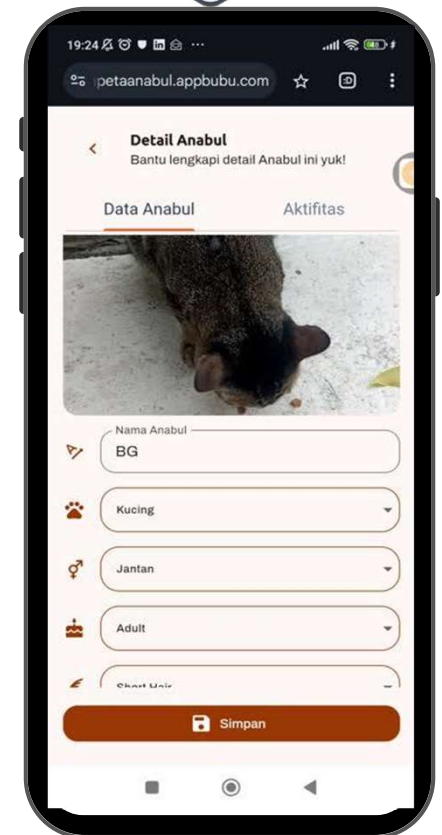 19:24
petaanabul.appbubu.com
:D
Detail Anabul
Bantu lengkapi detail Anabul ini yuk!
Data Anabul
Aktifitas
Nama Anabul
BG
Kucing
Jantan
Adult
Short Hair
Simpan